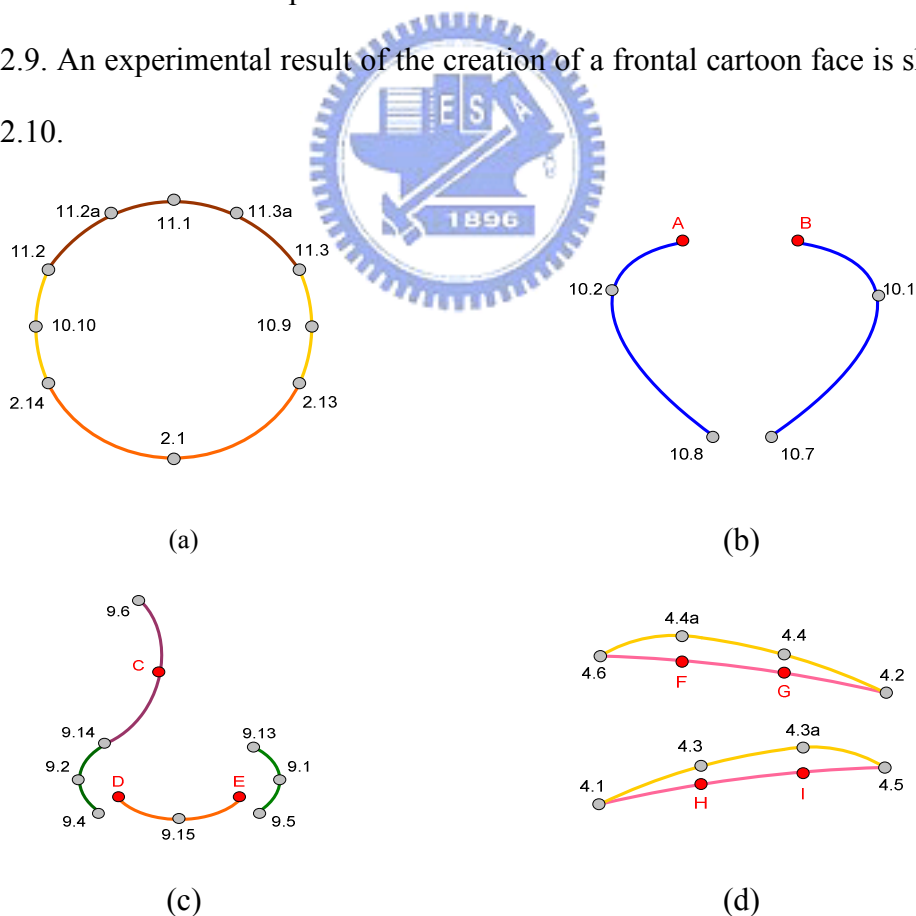 2.9. An experimental result of the creation of a frontal cartoon face is
2.10.
E S A
1896
11.2a 11.1 11.3a
11.2 11.3
10.10 10.9
2.14 2.13
2.1
(a)
A B
10.2 10.1
10.8 10.7
(b)
9.6
C
9.14 9.13
9.2 9.1
D E
9.4 9.15 9.5
(c)
4.4a
4.4
4.6 F G 4.2
4.3a
4.3
4.1 H I 4.5
(d)